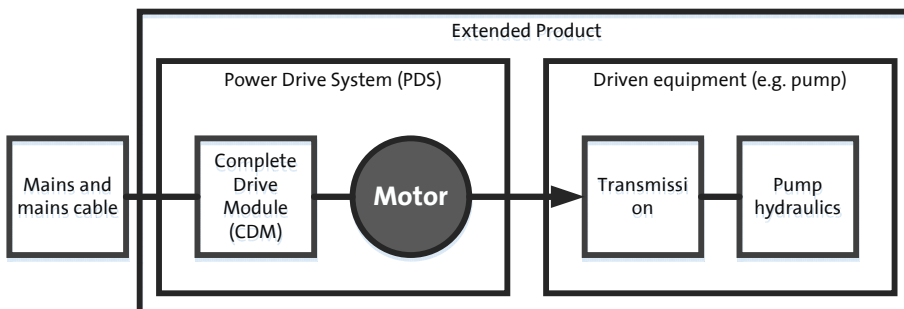 Extended Product
Power Drive System (PDS)
Driven equipment (e.g. pump)
Mains and
mains cable
Complete
Drive
Module
(CDM)
Motor
Transmissi
on
Pump
hydraulics